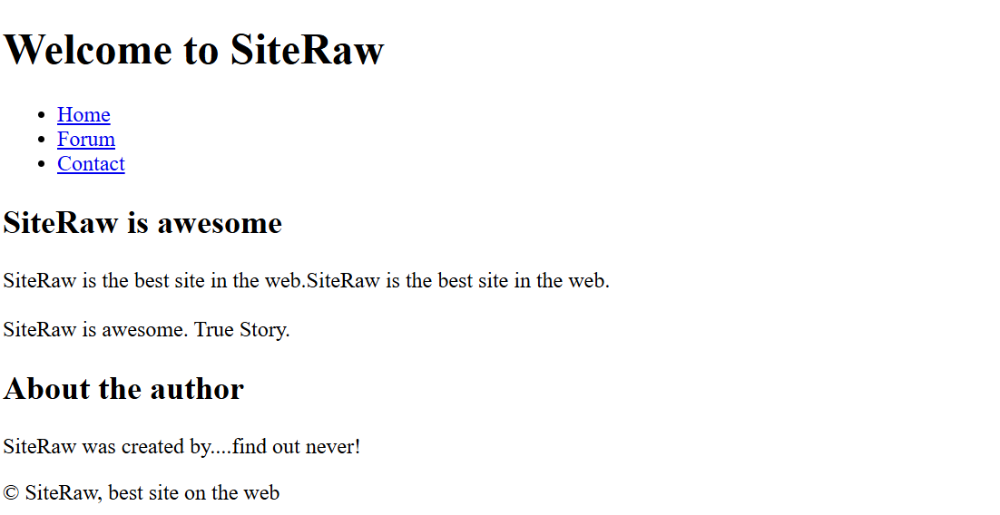 Welcome to SiteRaw
Home
Forum
Contact
SiteRaw is awesome
SiteRaw is the best site in the web.SiteRaw is the best site in the web.
SiteRaw is awesome. True Story.
About the author
SiteRaw was created by....find out never!
© SiteRaw, best site on the web